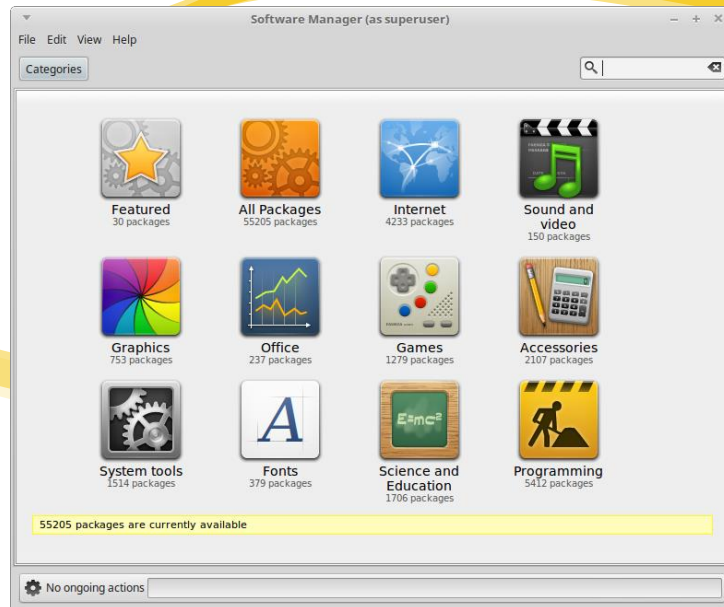 Software Manager (as superuser)
File Edit View Help
Categories
Featured
30 packages
All Packages
55205 packages
Internet
4233 packages
Sound and
video
150 packages
Graphics
753 packages
Office
237 packages
Games
1279 packages
Accessories
2107 packages
E=mc²
System tools
1514 packages
Fonts
379 packages
Science and
Education
1706 packages
Programming
5412 packages
A
55205 packages are currently available
No ongoing actions